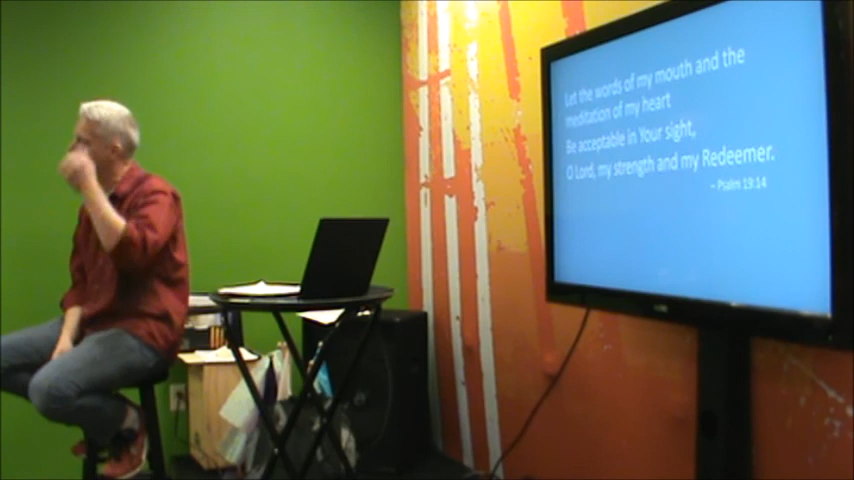 Let the words of my mouth and the
meditation of my heart
Be acceptable in Your sight,
O Lord, my strength and my Redeemer.
– Psalm 19:14